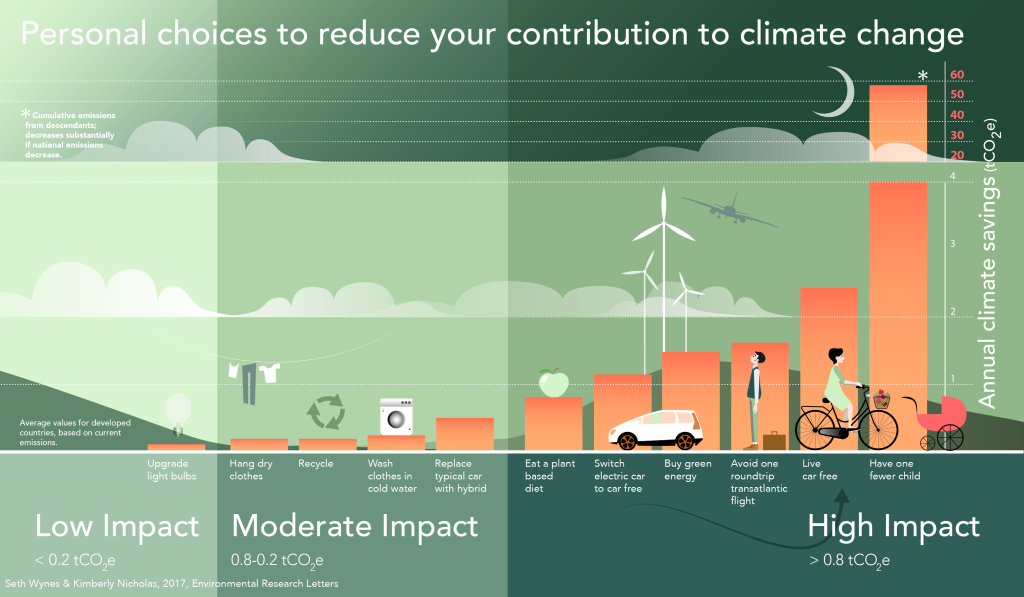 Personal choices to reduce your contribution to climate change
* Cumulative emissions
from descendants;
decreases substantially
if national emissions
decrease.
*
60
50
40
30
20
4
3
2
1
Annual climate savings (tCO2e)
Average values for developed
countries, based on current
emissions.
Upgrade
light bulbs
Hang dry
clothes
Recycle
Wash
clothes in
cold water
Replace
typical car
with hybrid
Eat a plant
based
diet
Switch
electric car
to car free
Buy green
energy
Avoid one
roundtrip
transatlantic
flight
Live
car free
Have one
fewer child
Low Impact
< 0.2 tCO2e
Moderate Impact
0.8-0.2 tCO2e
High Impact
> 0.8 tCO2e
Seth Wynes & Kimberly Nicholas, 2017, Environmental Research Letters